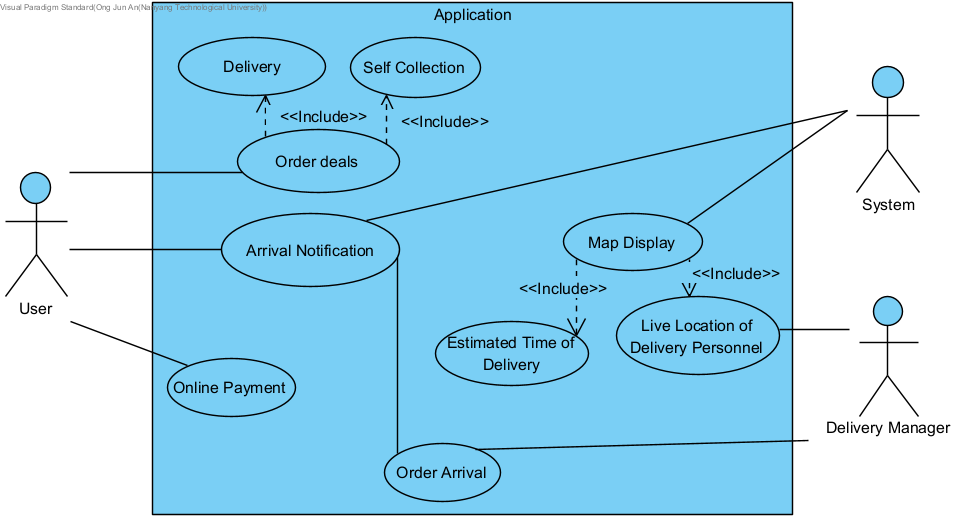 Visual Paradigm Standard(Ong Jun An(Nanyang Technological University))
Application
Delivery
Self Collection
<<Include>>
<<Include>>
Order deals
System
Arrival Notification
Map Display
<<Include>>
<<Include>>
User
Live Location of
Delivery Personnel
Estimated Time of
Delivery
Online Payment
Delivery Manager
Order Arrival